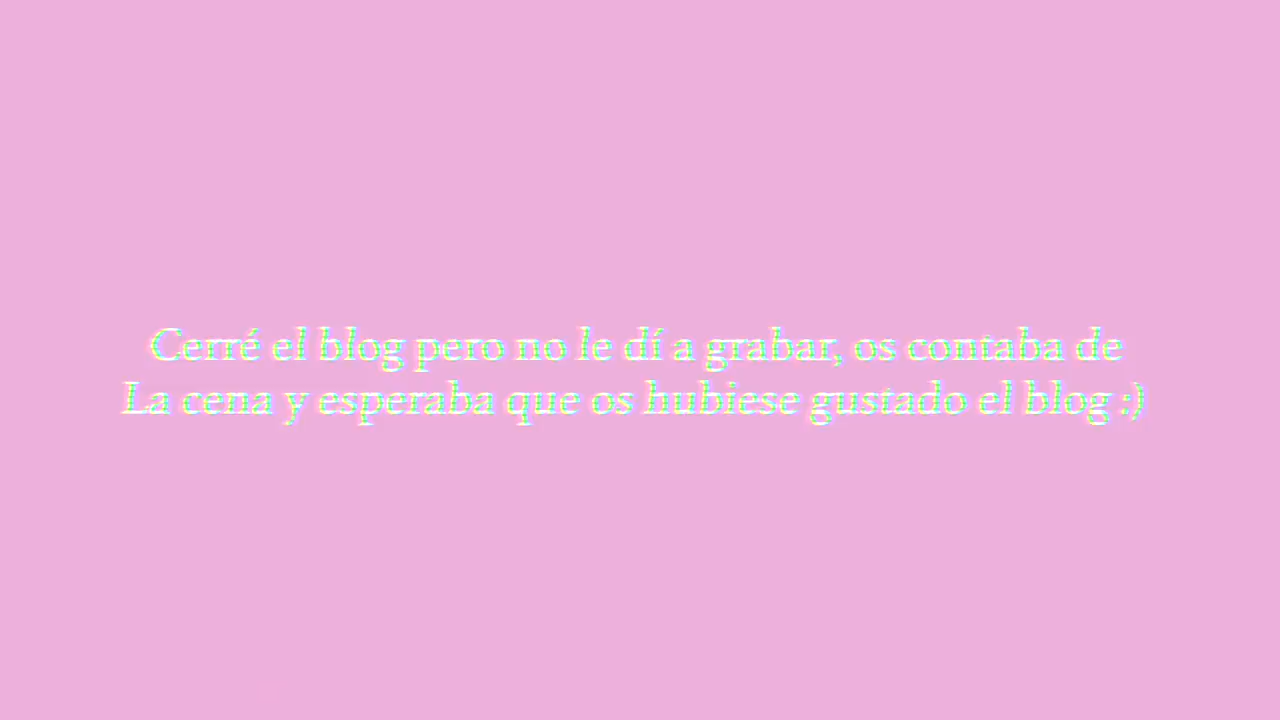 Cerré el blog pero no le dí a grabar, os contaba de
La cena y esperaba que os hubiese gustado el blog :)